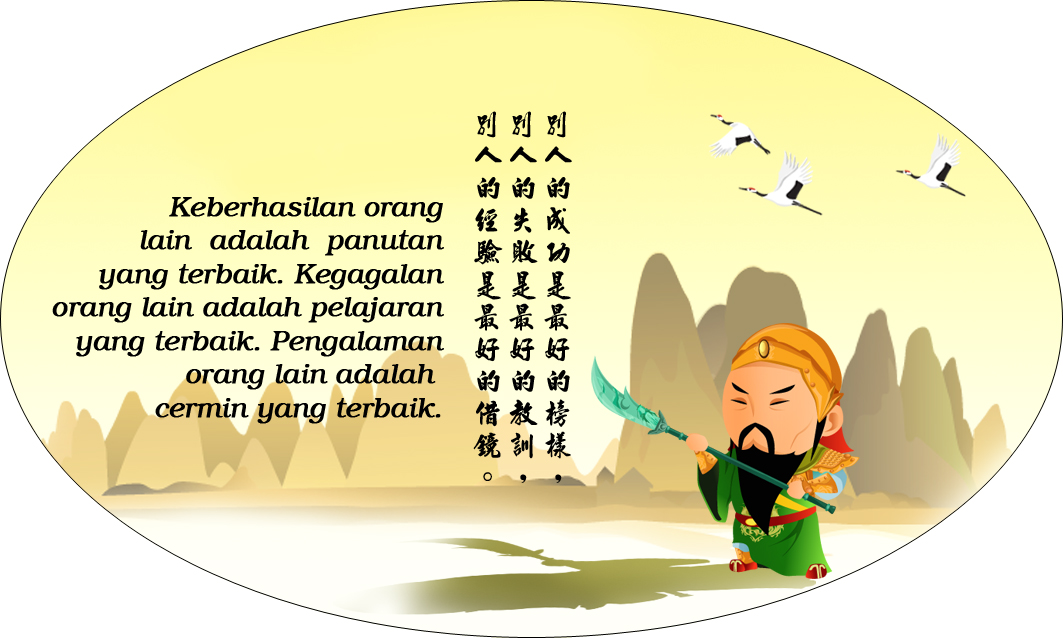 Keberhasilan orang
lain adalah panutan
yang terbaik. Kegagalan
orang lain adalah pelajaran
yang terbaik. Pengalaman
orang lain adalah
cermin yang terbaik.
別人的成功是最好的榜樣，
別人的失敗是最好的教訓，
別人的經驗是最好的借鏡。